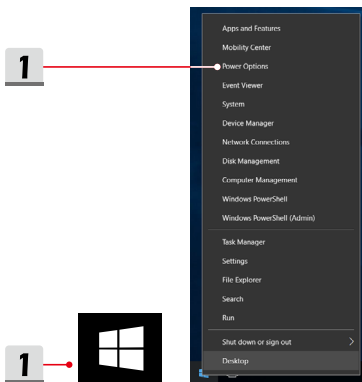 Apps and Features
Mobility Center
1
Power Options
Event Viewer
System
Device Manager
Network Connections
Disk Management
Computer Management
Windows PowerShell
Windows PowerShell (Admin)
Task Manager
Settings
File Explorer
Search
Run
Shut down or sign out
1
Desktop